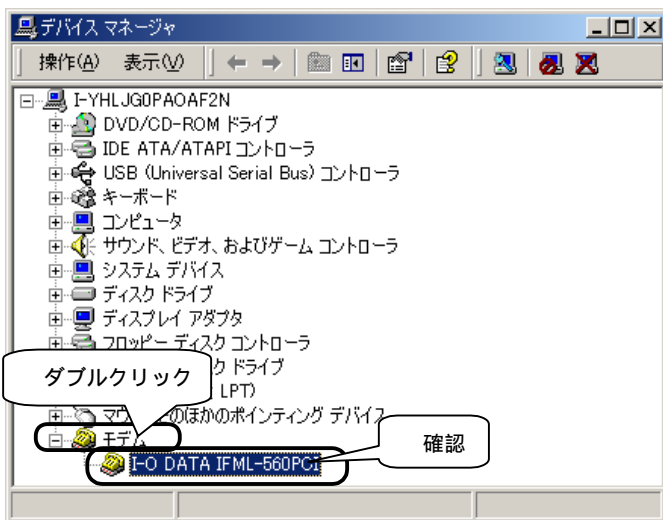 デバイス マネージャ
操作(A) 表示(V)
I-YHLJG0PAOAF2N
DVD/CD-ROM ドライブ
IDE ATA/ATAPI コントローラ
USB (Universal Serial Bus) コントローラ
キーボード
コンピュータ
サウンド、ビデオ、およびゲーム コントローラ
システム デバイス
ディスク ドライブ
ディスプレイ アダプタ
フロッピー ディスク コントローラ
ク ドライブ
ダブルクリック
LPT)
マウ のほかのポインティング デバイス
モデム
確認
I-O DATA IFML-560PCI